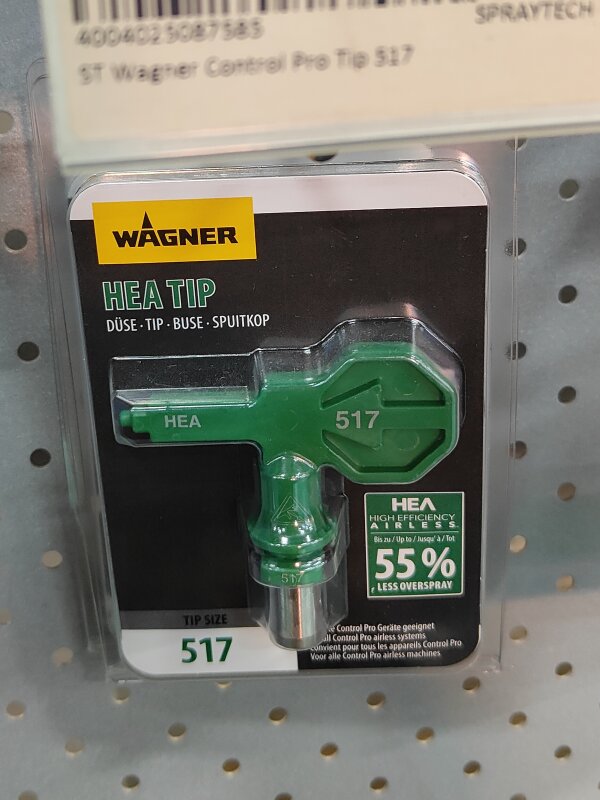 4004025087585
SPRAYTECH
ST Wagner Control Pro Tip 517
WAGNER
HEA TIP
DÜSE · TIP · BUSE · SPUITKOP
HEA
517
517
HEA
HIGH EFFICIENCY
AIRLESS
Bis zu / Up to / Jusqu' à / Tot
55 %
LESS OVERSPRAY
TIP SIZE
517
Control Pro Geräte geeignet
all Control Pro airless systems
convient pour tous les appareils Control Pro
Voor alle Control Pro airless machines